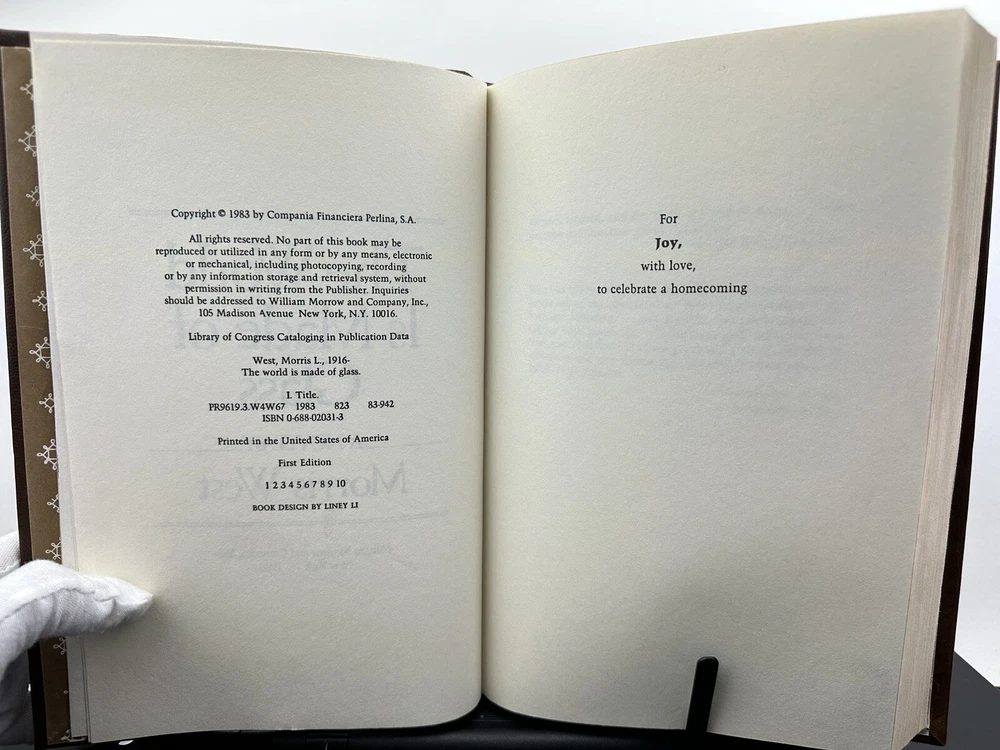 Copyright © 1983 by Compania Financiera Perlina, S.A.
All rights reserved. No part of this book may be
reproduced or utilized in any form or by any means, electronic
or mechanical, including photocopying, recording
or by any information storage and retrieval system, without
permission in writing from the Publisher. Inquiries
should be addressed to William Morrow and Company, Inc.,
105 Madison Avenue New York, N.Y. 10016.
Library of Congress Cataloging in Publication Data
West, Morris L., 1916-
The world is made of glass.
I. Title.
PR9619.3.W4W67 1983 823 83-942
ISBN 0-688-02031-3
Printed in the United States of America
First Edition
1 2 3 4 5 6 7 8 9 10
BOOK DESIGN BY LINEY LI
For
Joy,
with love,
to celebrate a homecoming